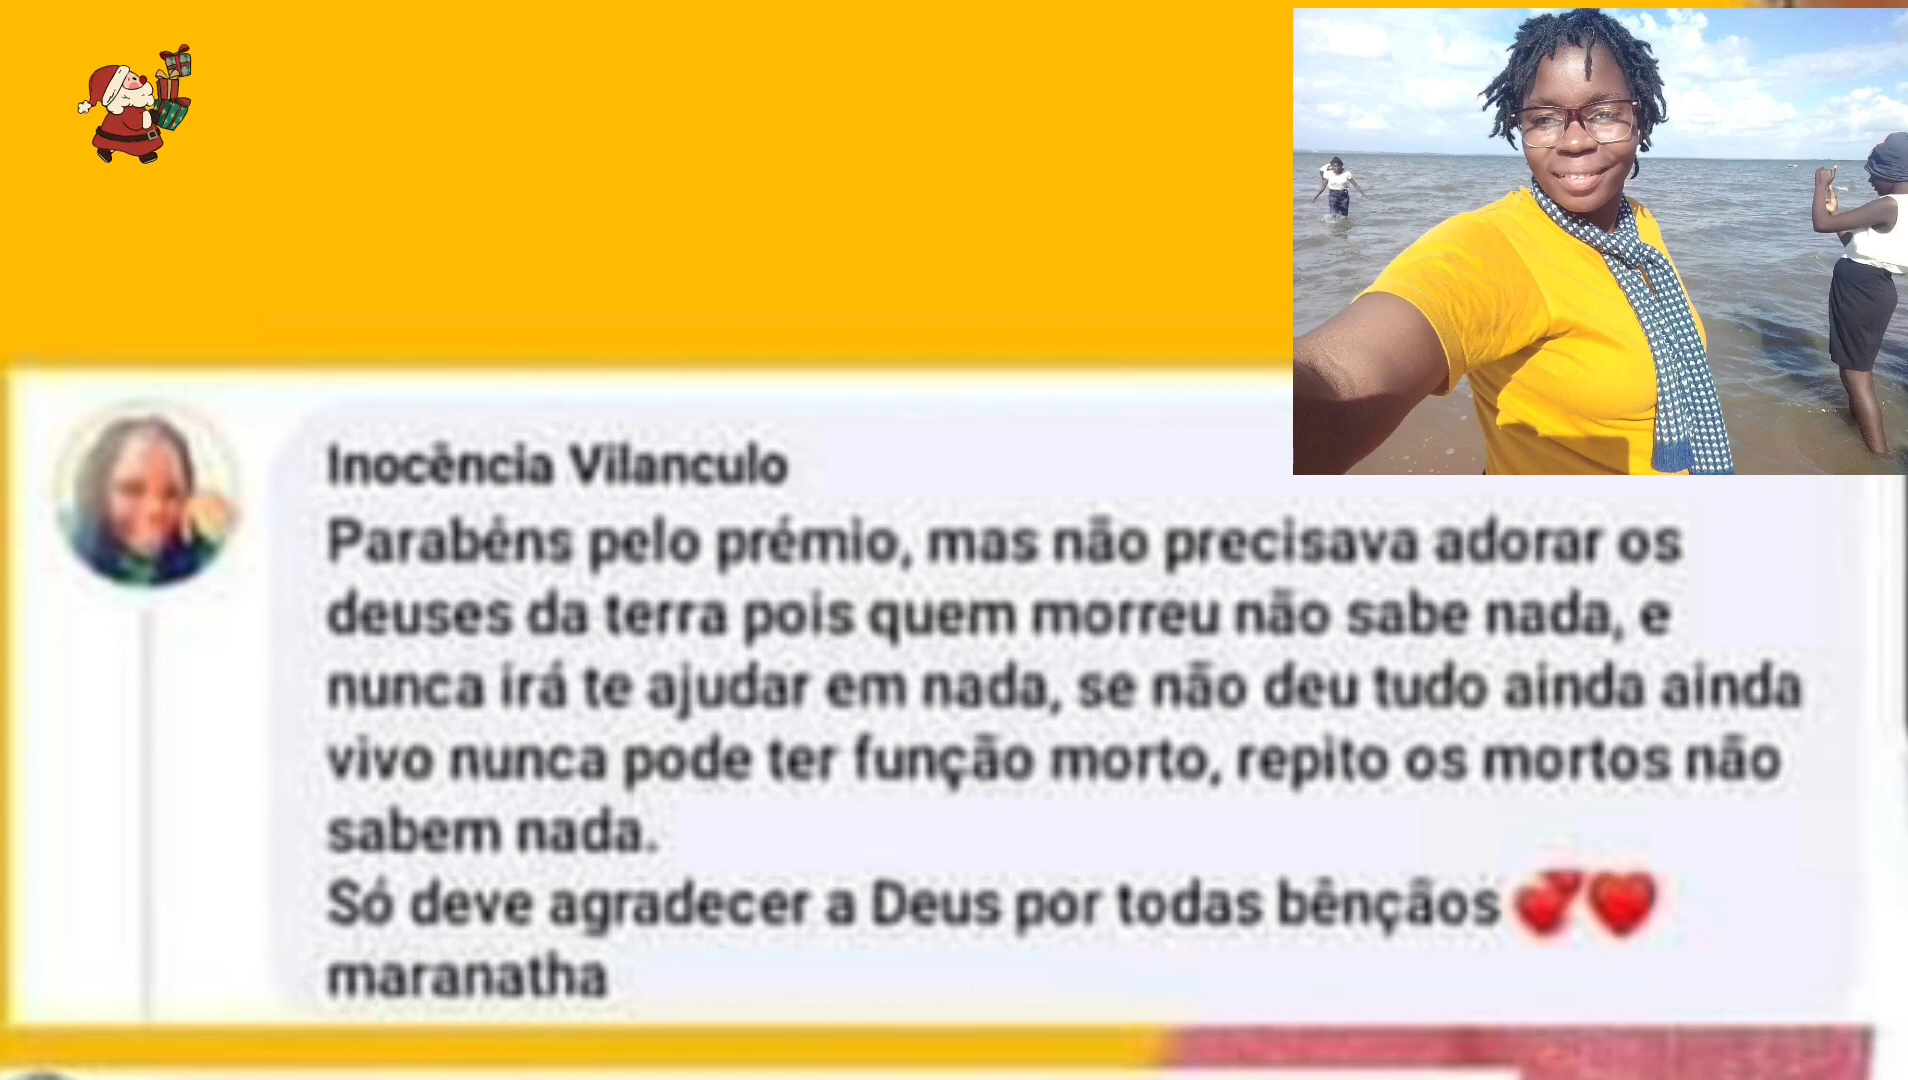 Inocência Vilanculo
Parabéns pelo prémio, mas não precisava adorar os
deuses da terra pois quem morreu não sabe nada, e
nunca irá te ajudar em nada, se não deu tudo ainda ainda
vivo nunca pode ter função morto, repito os mortos não
sabem nada.
Só deve agradecer a Deus por todas bênçãos 💕❤️
maranatha